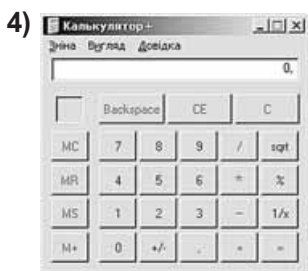 4)
Калькулятор+
Зміна Вигляд Довідка
0,
Backspace CE C
MC 7 8 9 / sqrt
MR 4 5 6 * %
MS 1 2 3 - 1/x
M+ 0 +/- . + =